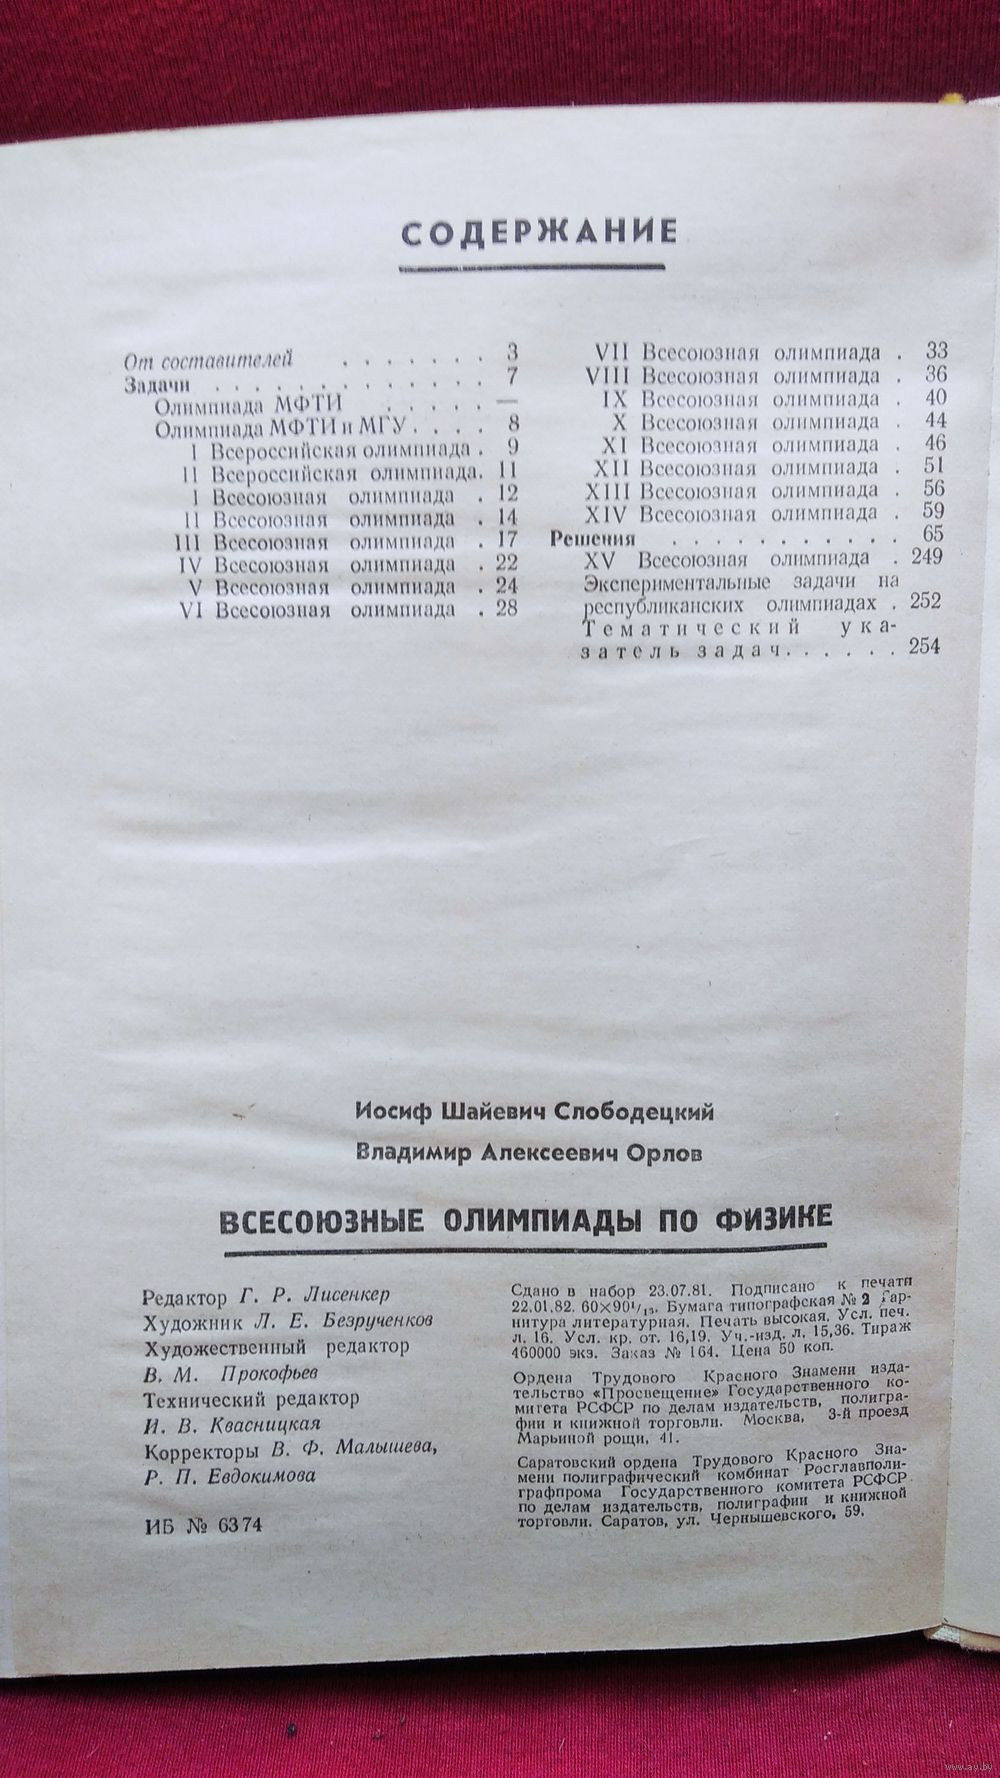 СОДЕРЖАНИЕ
От составителей . . . . . . . 3
Задачи . . . . . . . . . . . . . 7
Олимпиада МФТИ . . . . . —
Олимпиада МФТИ и МГУ. . . . 8
I Всероссийская олимпиада . 9
II Всероссийская олимпиада. 11
I Всесоюзная олимпиада . 12
II Всесоюзная олимпиада . 14
III Всесоюзная олимпиада . 17
IV Всесоюзная олимпиада . 22
V Всесоюзная олимпиада . 24
VI Всесоюзная олимпиада . 28
VII Всесоюзная олимпиада . 33
VIII Всесоюзная олимпиада . 36
IX Всесоюзная олимпиада . 40
X Всесоюзная олимпиада . 44
XI Всесоюзная олимпиада . 46
XII Всесоюзная олимпиада . 51
XIII Всесоюзная олимпиада . 56
XIV Всесоюзная олимпиада . 59
Решения . . . . . . . . . . . 65
XV Всесоюзная олимпиада . 249
Экспериментальные задачи на
республиканских олимпиадах . 252
Тематический ука-
затель задач. . . . . . 254
Иосиф Шайевич Слободецкий
Владимир Алексеевич Орлов
ВСЕСОЮЗНЫЕ ОЛИМПИАДЫ ПО ФИЗИКЕ
Редактор Г. Р. Лисенкер
Художник Л. Е. Безрученков
Художественный редактор
В. М. Прокофьев
Технический редактор
И. В. Квасницкая
Корректоры В. Ф. Малышева,
Р. П. Евдокимова
ИБ № 6374
Сдано в набор 23.07.81. Подписано к печати
22.01.82. 60×90¹/₁₆. Бумага типографская № 2 Гар-
нитура литературная. Печать высокая. Усл. печ.
л. 16. Усл. кр. от. 16,19. Уч.-изд. л. 15,36. Тираж
460000 экз. Заказ № 164. Цена 50 коп.
Ордена Трудового Красного Знамени изда-
тельство «Просвещение» Государственного ко-
митета РСФСР по делам издательств, полигра-
фии и книжной торговли. Москва, 3-й проезд
Марьиной рощи, 41.
Саратовский ордена Трудового Красного Зна-
мени полиграфический комбинат Росглавполи-
графпрома Государственного комитета РСФСР
по делам издательств, полиграфии и книжной
торговли. Саратов, ул. Чернышевского, 59.
www.ay.by